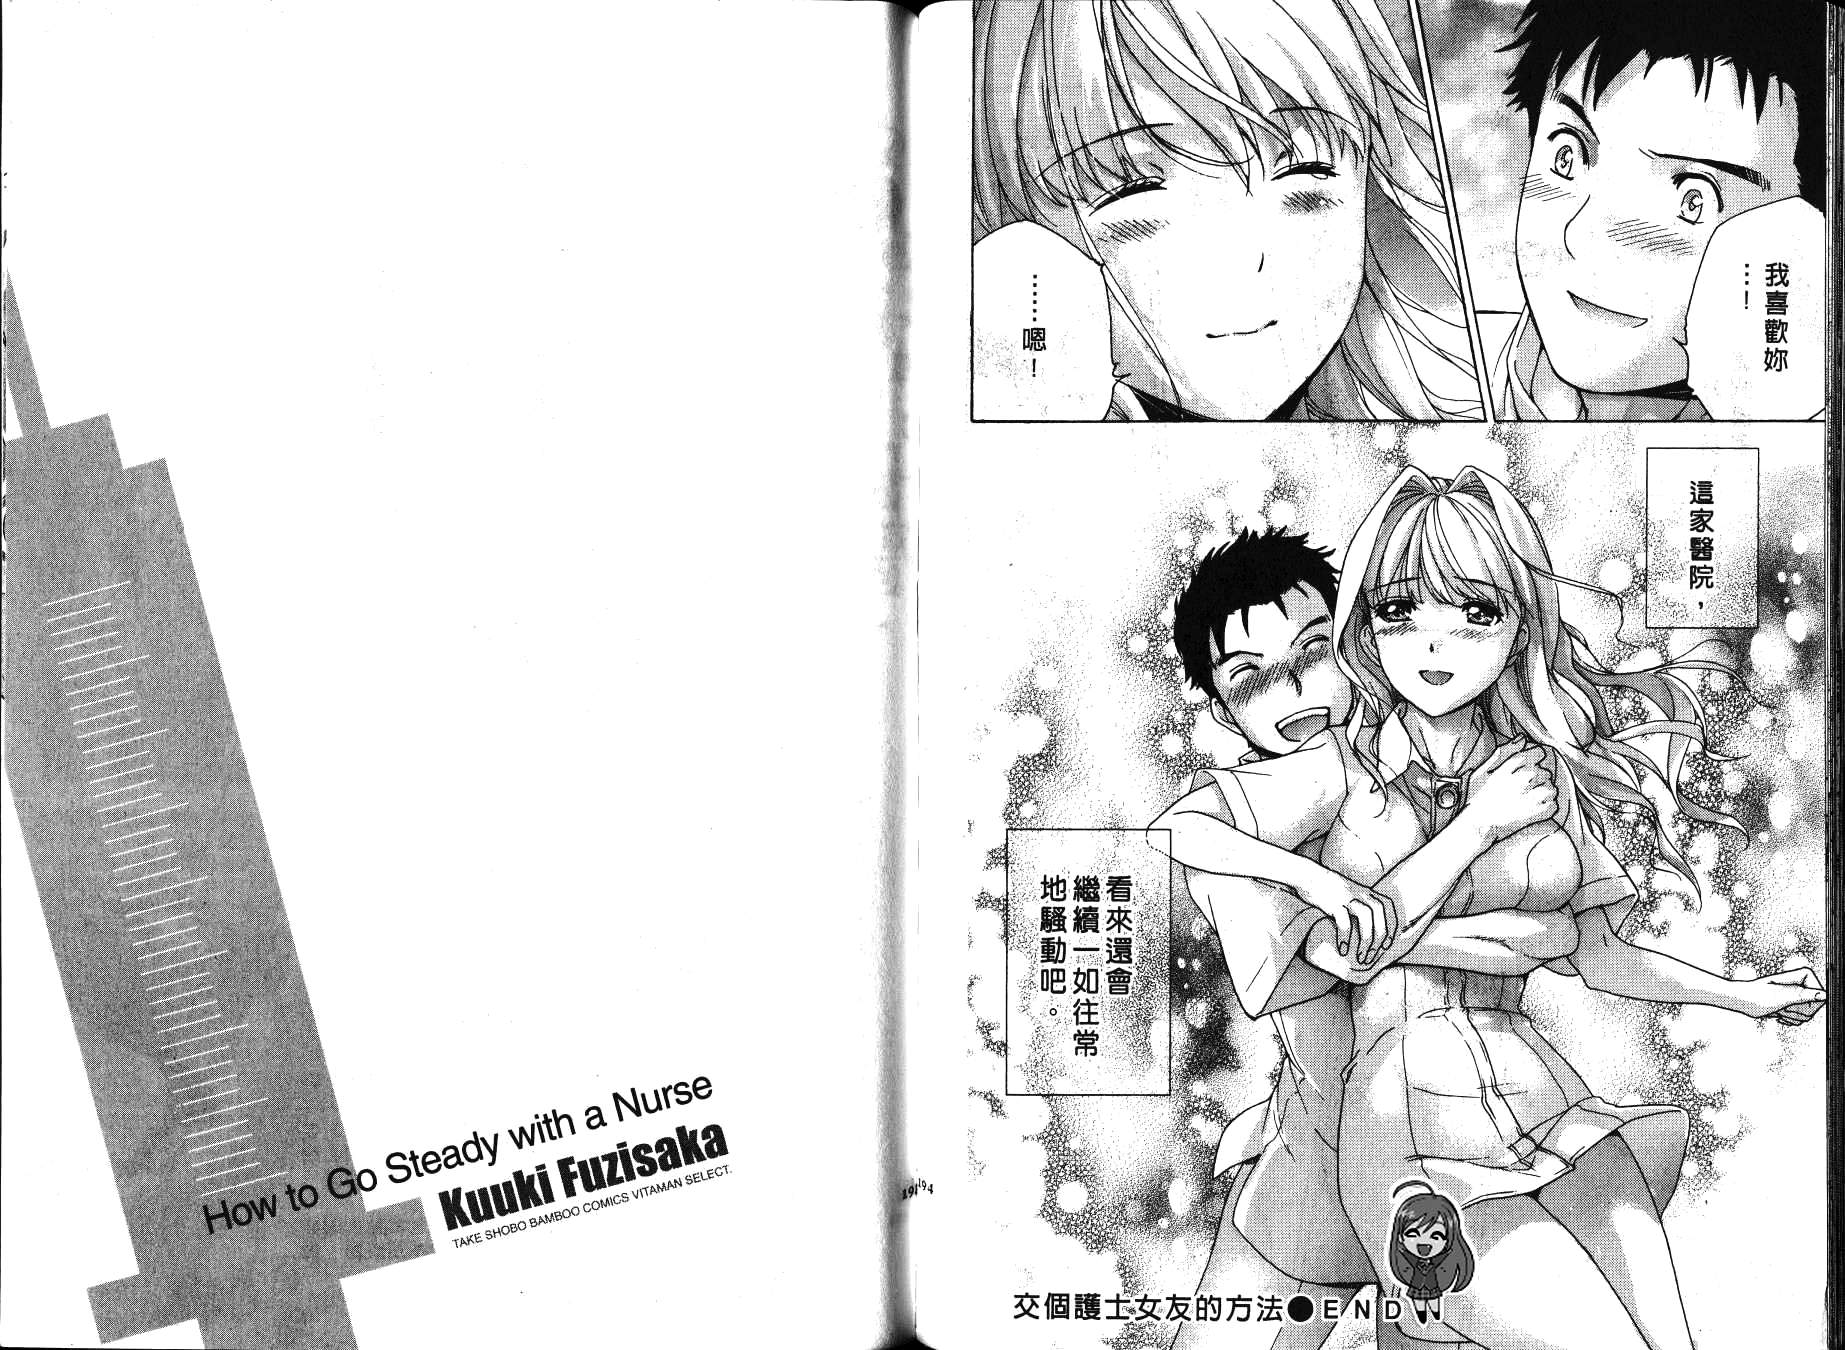 我喜歡妳
…！
……嗯！
這家醫院，
看來還會
繼續一如往常
地騷動吧。
交個護士女友的方法●END
194
How to Go Steady with a Nurse
Kuuki Fuzisaka
TAKE SHOBO BAMBOO COMICS VITAMAN SELECT.